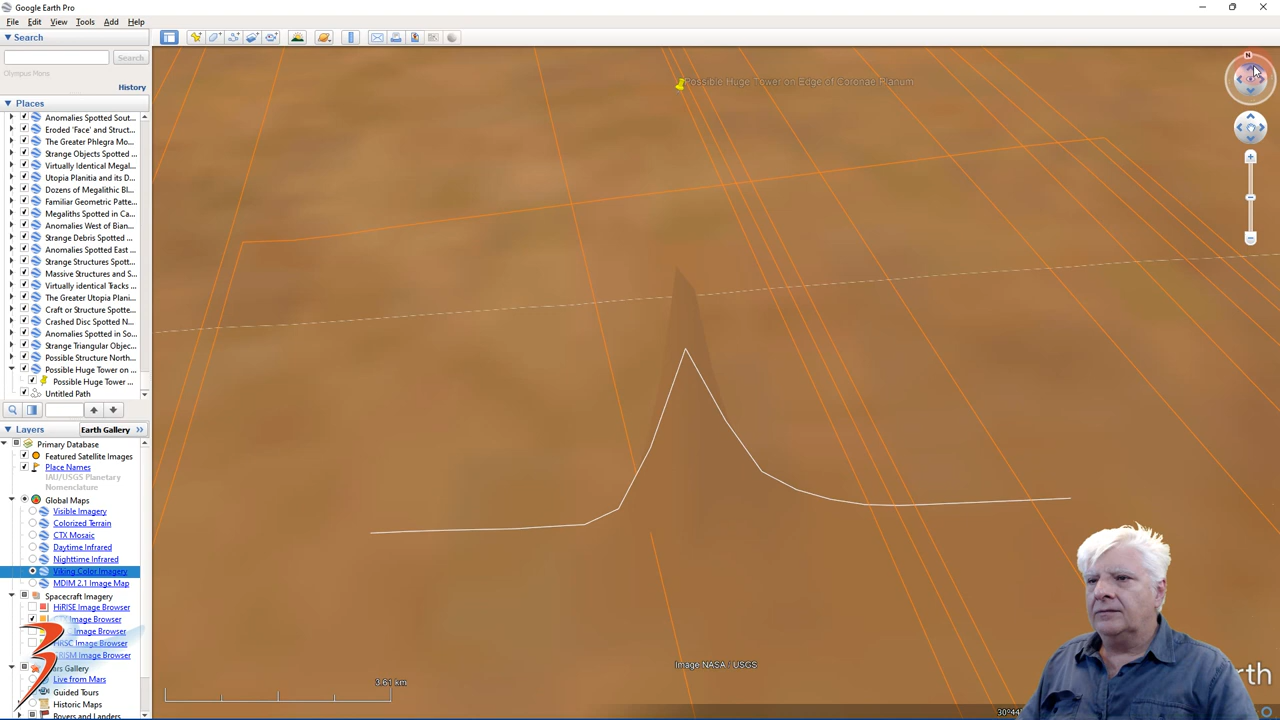 Google Earth Pro
File Edit View Tools Add Help
Search
Search
Olympus Mons
History
Places
Anomalies Spotted Sout...
Eroded 'Face' and Struct...
The Greater Phlegra Mo...
Strange Objects Spotted ...
Virtually Identical Megal...
Utopia Planitia and its D...
Dozens of Megalithic Bl...
Familiar Geometric Patte...
Megaliths Spotted in Ca...
Anomalies West of Bian...
Strange Debris Spotted ...
Anomalies Spotted East ...
Strange Structures Spott...
Massive Structures and S...
Virtually identical Tracks ...
The Greater Utopia Plani...
Craft or Structure Spotte...
Crashed Disc Spotted N...
Anomalies Spotted in So...
Strange Triangular Objec...
Possible Structure North...
Possible Huge Tower on ...
Possible Huge Tower ...
Untitled Path
Layers
Earth Gallery >>
Primary Database
Featured Satellite Images
Place Names
IAU/USGS Planetary
Nomenclature
Global Maps
Visible Imagery
Colorized Terrain
CTX Mosaic
Daytime Infrared
Nighttime Infrared
Viking Color Imagery
MDIM 2.1 Image Map
Spacecraft Imagery
HiRISE Image Browser
Image Browser
Image Browser
HRSC Image Browser
CRISM Image Browser
Gallery
Live from Mars
Guided Tours
Historic Maps
Rovers and Landers
Possible Huge Tower on Edge of Coronae Planum
N
3.61 km
Image NASA / USGS
30°44